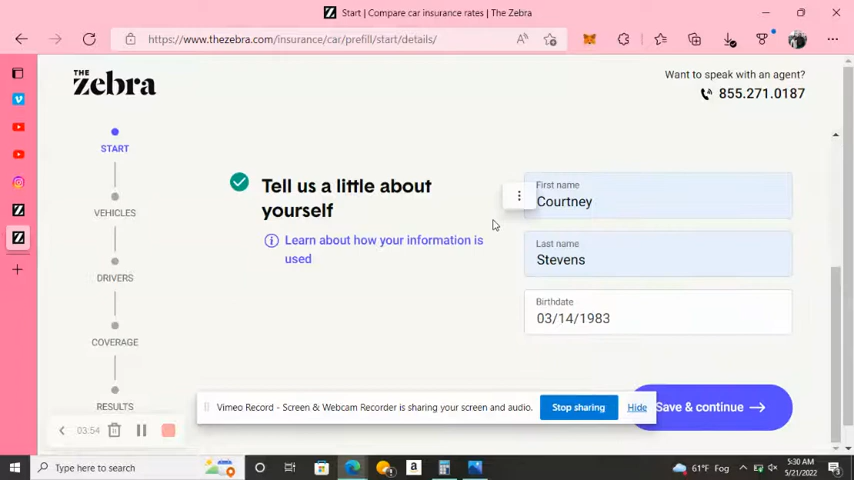 Start | Compare car insurance rates | The Zebra
https://www.thezebra.com/insurance/car/prefill/start/details/
THE
Zebra
Want to speak with an agent?
855.271.0187
START
VEHICLES
DRIVERS
COVERAGE
RESULTS
Tell us a little about
yourself
Learn about how your information is
used
First name
Courtney
Last name
Stevens
Birthdate
03/14/1983
Vimeo Record - Screen & Webcam Recorder is sharing your screen and audio.
Stop sharing
Hide
Save & continue
03:54
Type here to search
61°F Fog
5:30 AM
5/21/2022